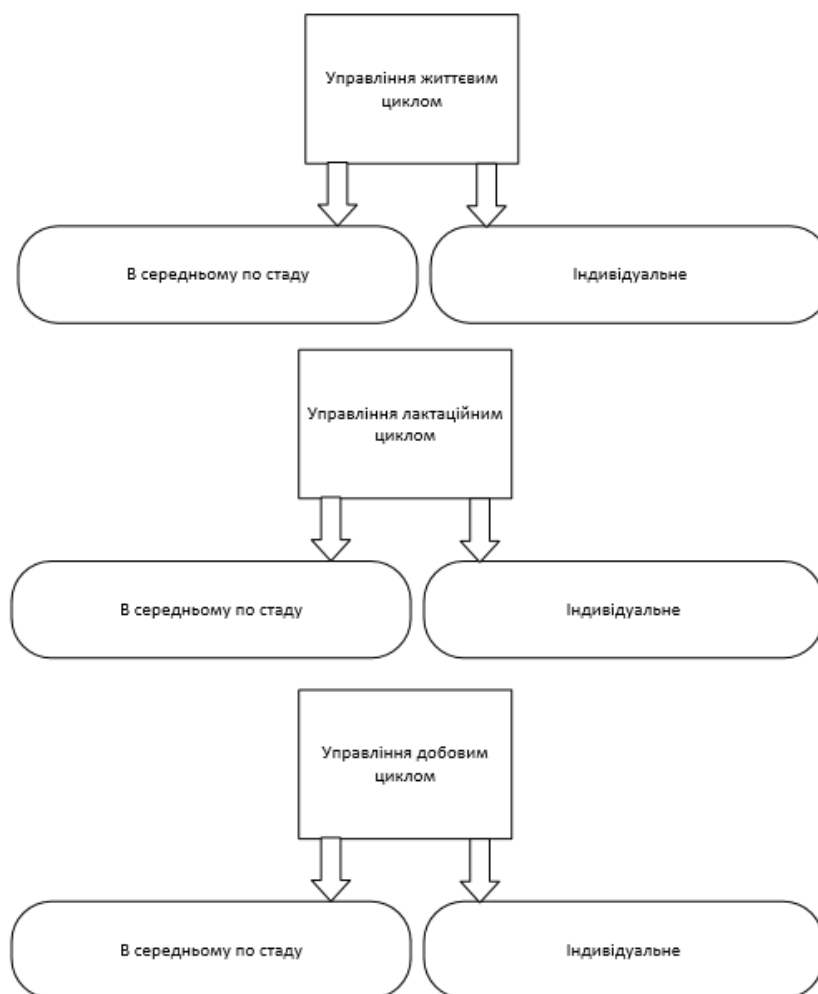 Управління життєвим
циклом
В середньому по стаду
Індивідуальне
Управління лактаційним
циклом
В середньому по стаду
Індивідуальне
Управління добовим
циклом
В середньому по стаду
Індивідуальне